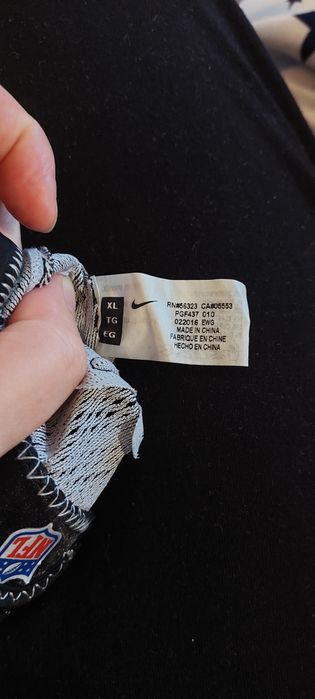 XL
TG
EG
RN#56323 CA#05553
PGF437 010
022016 EWG
MADE IN CHINA
FABRIQUE EN CHINE
HECHO EN CHINA
NFL